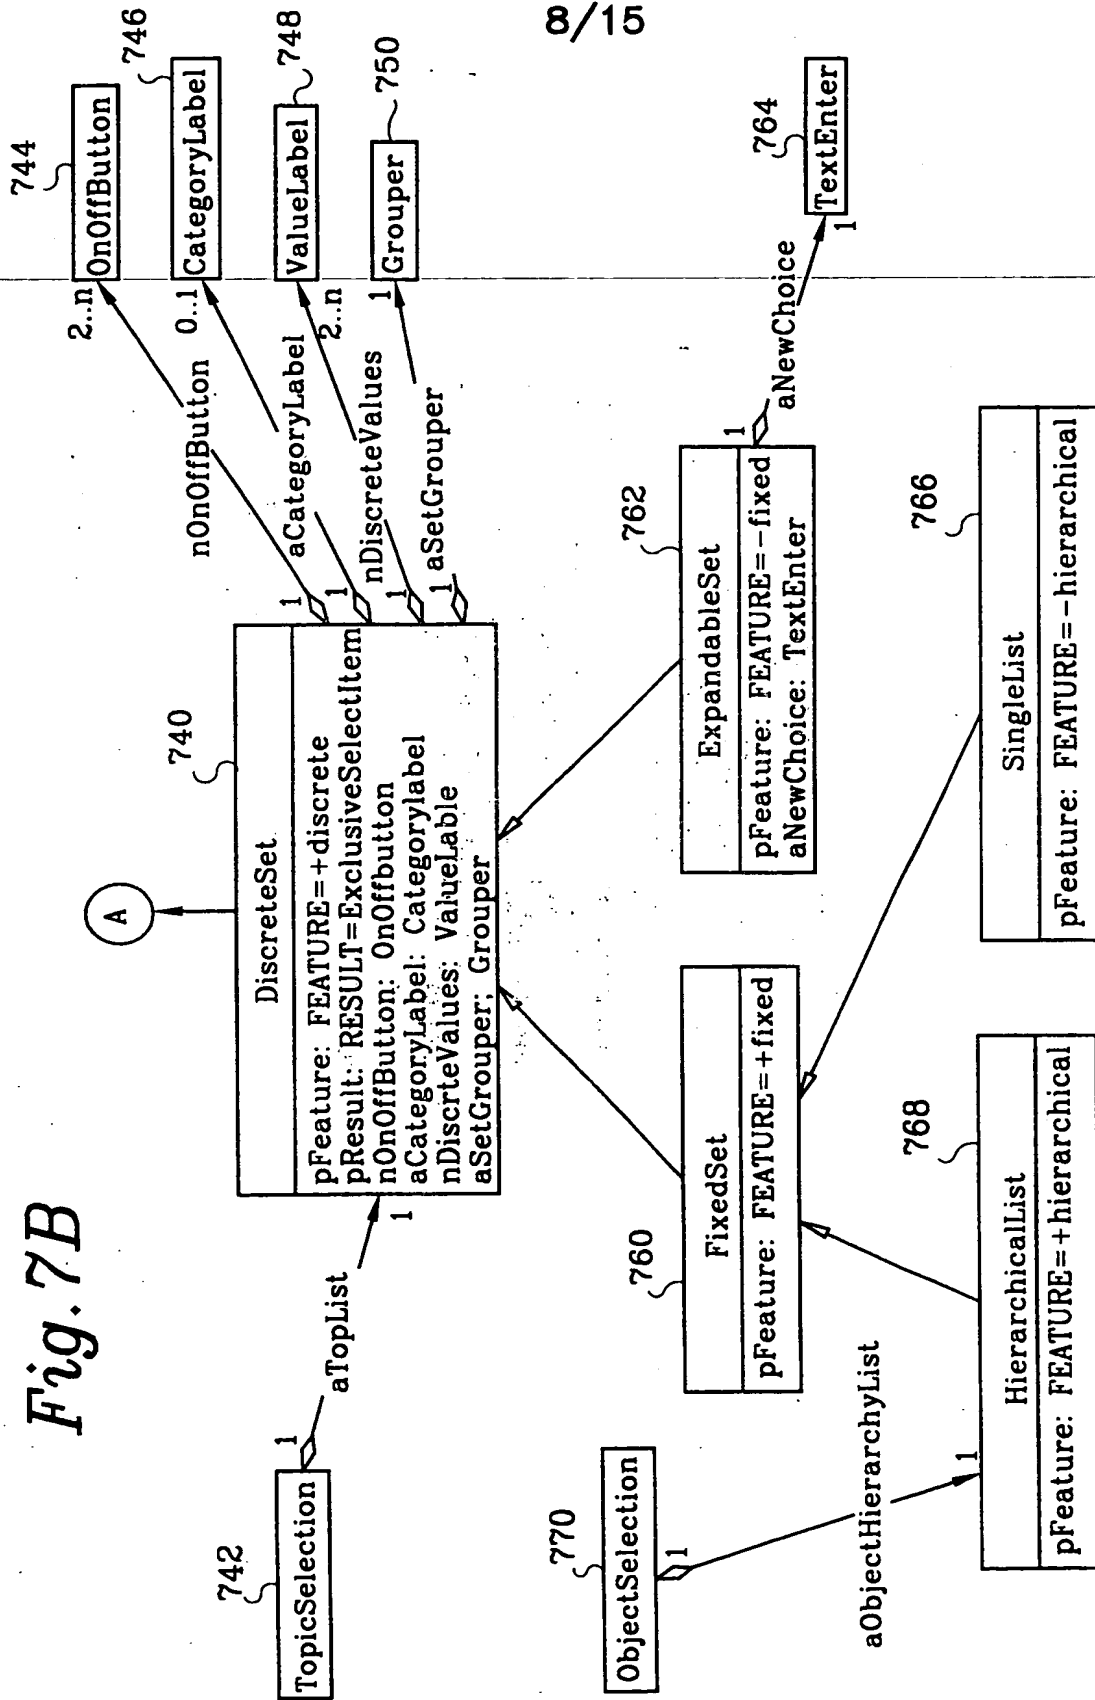 8/15
Fig. 7B
A
740
DiscreteSet
pFeature: FEATURE=+discrete
pResult: RESULT=ExclusiveSelectItem
nOnOffButton: OnOffbutton
aCategoryLabel: Categorylabel
nDiscrteValues: ValueLable
aSetGrouper; Grouper
742
TopicSelection
1
aTopList
1
1
nOnOffButton
2..n
744
OnOffButton
1
aCategoryLabel
0..1
746
CategoryLabel
1
nDiscreteValues
2..n
748
ValueLabel
1
aSetGrouper
1
750
Grouper
760
FixedSet
pFeature: FEATURE=+fixed
762
ExpandableSet
pFeature: FEATURE=-fixed
aNewChoice: TextEnter
1
aNewChoice
1
764
TextEnter
770
ObjectSelection
1
aObjectHierarchyList
1
768
HierarchicalList
pFeature: FEATURE=+hierarchical
766
SingleList
pFeature: FEATURE=-hierarchical